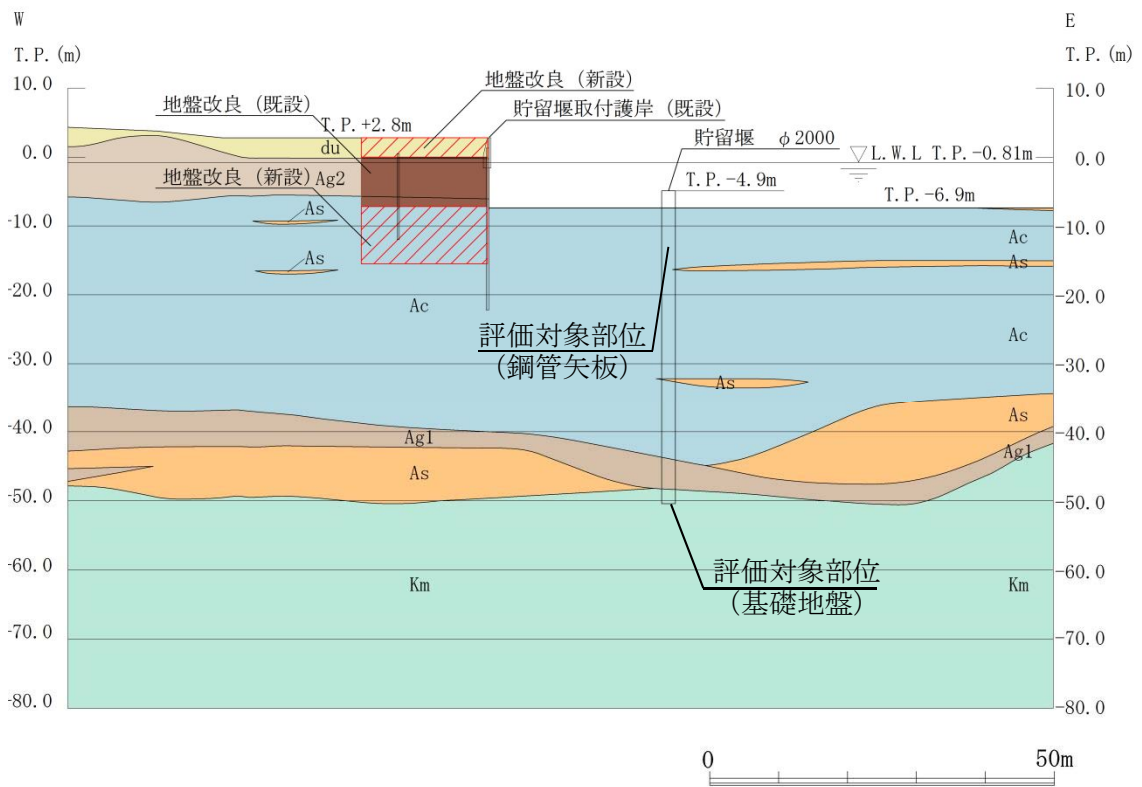 W
E
T.P.(m)
T.P.(m)
10.0
10.0
地盤改良（新設）
地盤改良（既設）
貯留堰取付護岸（既設）
T.P.+2.8m
貯留堰 φ2000
du
L.W.L T.P.-0.81m
0.0
0.0
地盤改良（新設）
Ag2
T.P.-4.9m
T.P.-6.9m
As
-10.0
-10.0
Ac
As
As
-20.0
-20.0
Ac
評価対象部位
（鋼管矢板）
Ac
-30.0
-30.0
As
As
-40.0
-40.0
Ag1
Ag1
As
-50.0
-50.0
評価対象部位
（基礎地盤）
-60.0
-60.0
Km
Km
-70.0
-70.0
-80.0
-80.0
0
50m